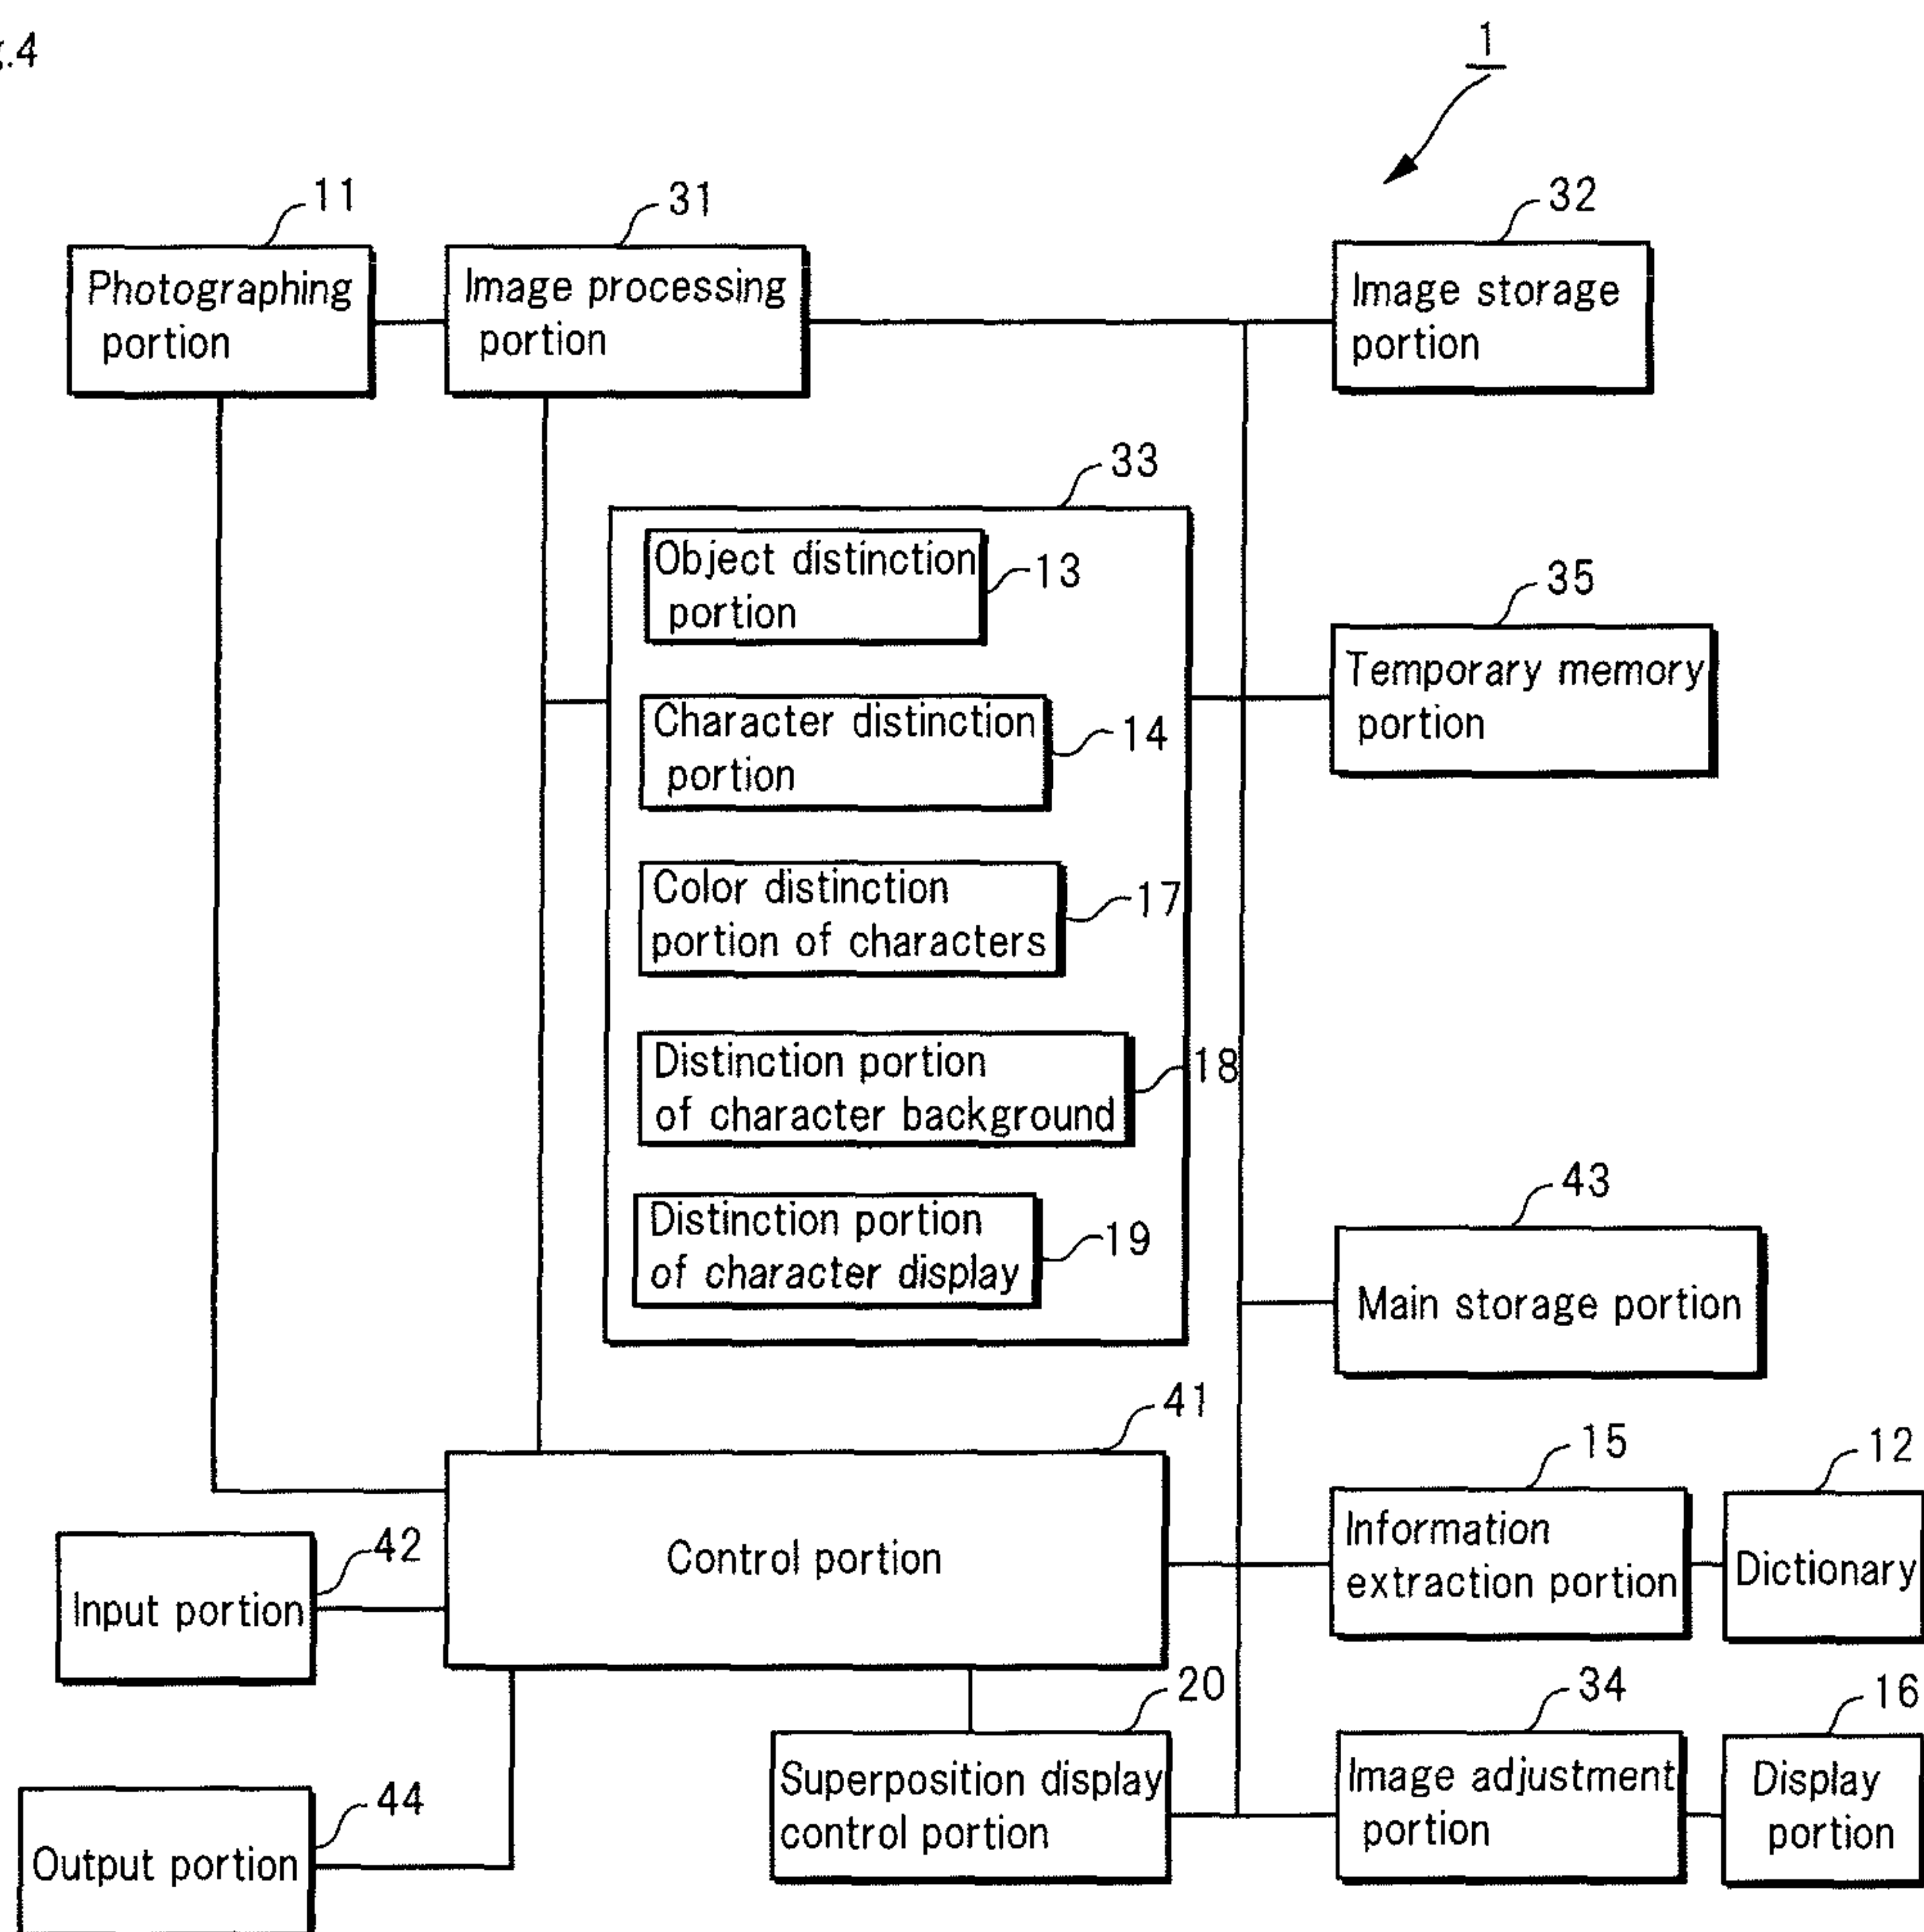 g.4
1
11
31
32
Photographing
portion
Image processing
portion
Image storage
portion
33
Object distinction
portion
13
35
Character distinction
portion
14
Temporary memory
portion
Color distinction
portion of characters
17
Distinction portion
of character background
18
43
Distinction portion
of character display
19
Main storage portion
41
15
12
Control portion
Information
extraction portion
Dictionary
42
Input portion
20
34
16
Superposition display
control portion
Image adjustment
portion
Display
portion
44
Output portion